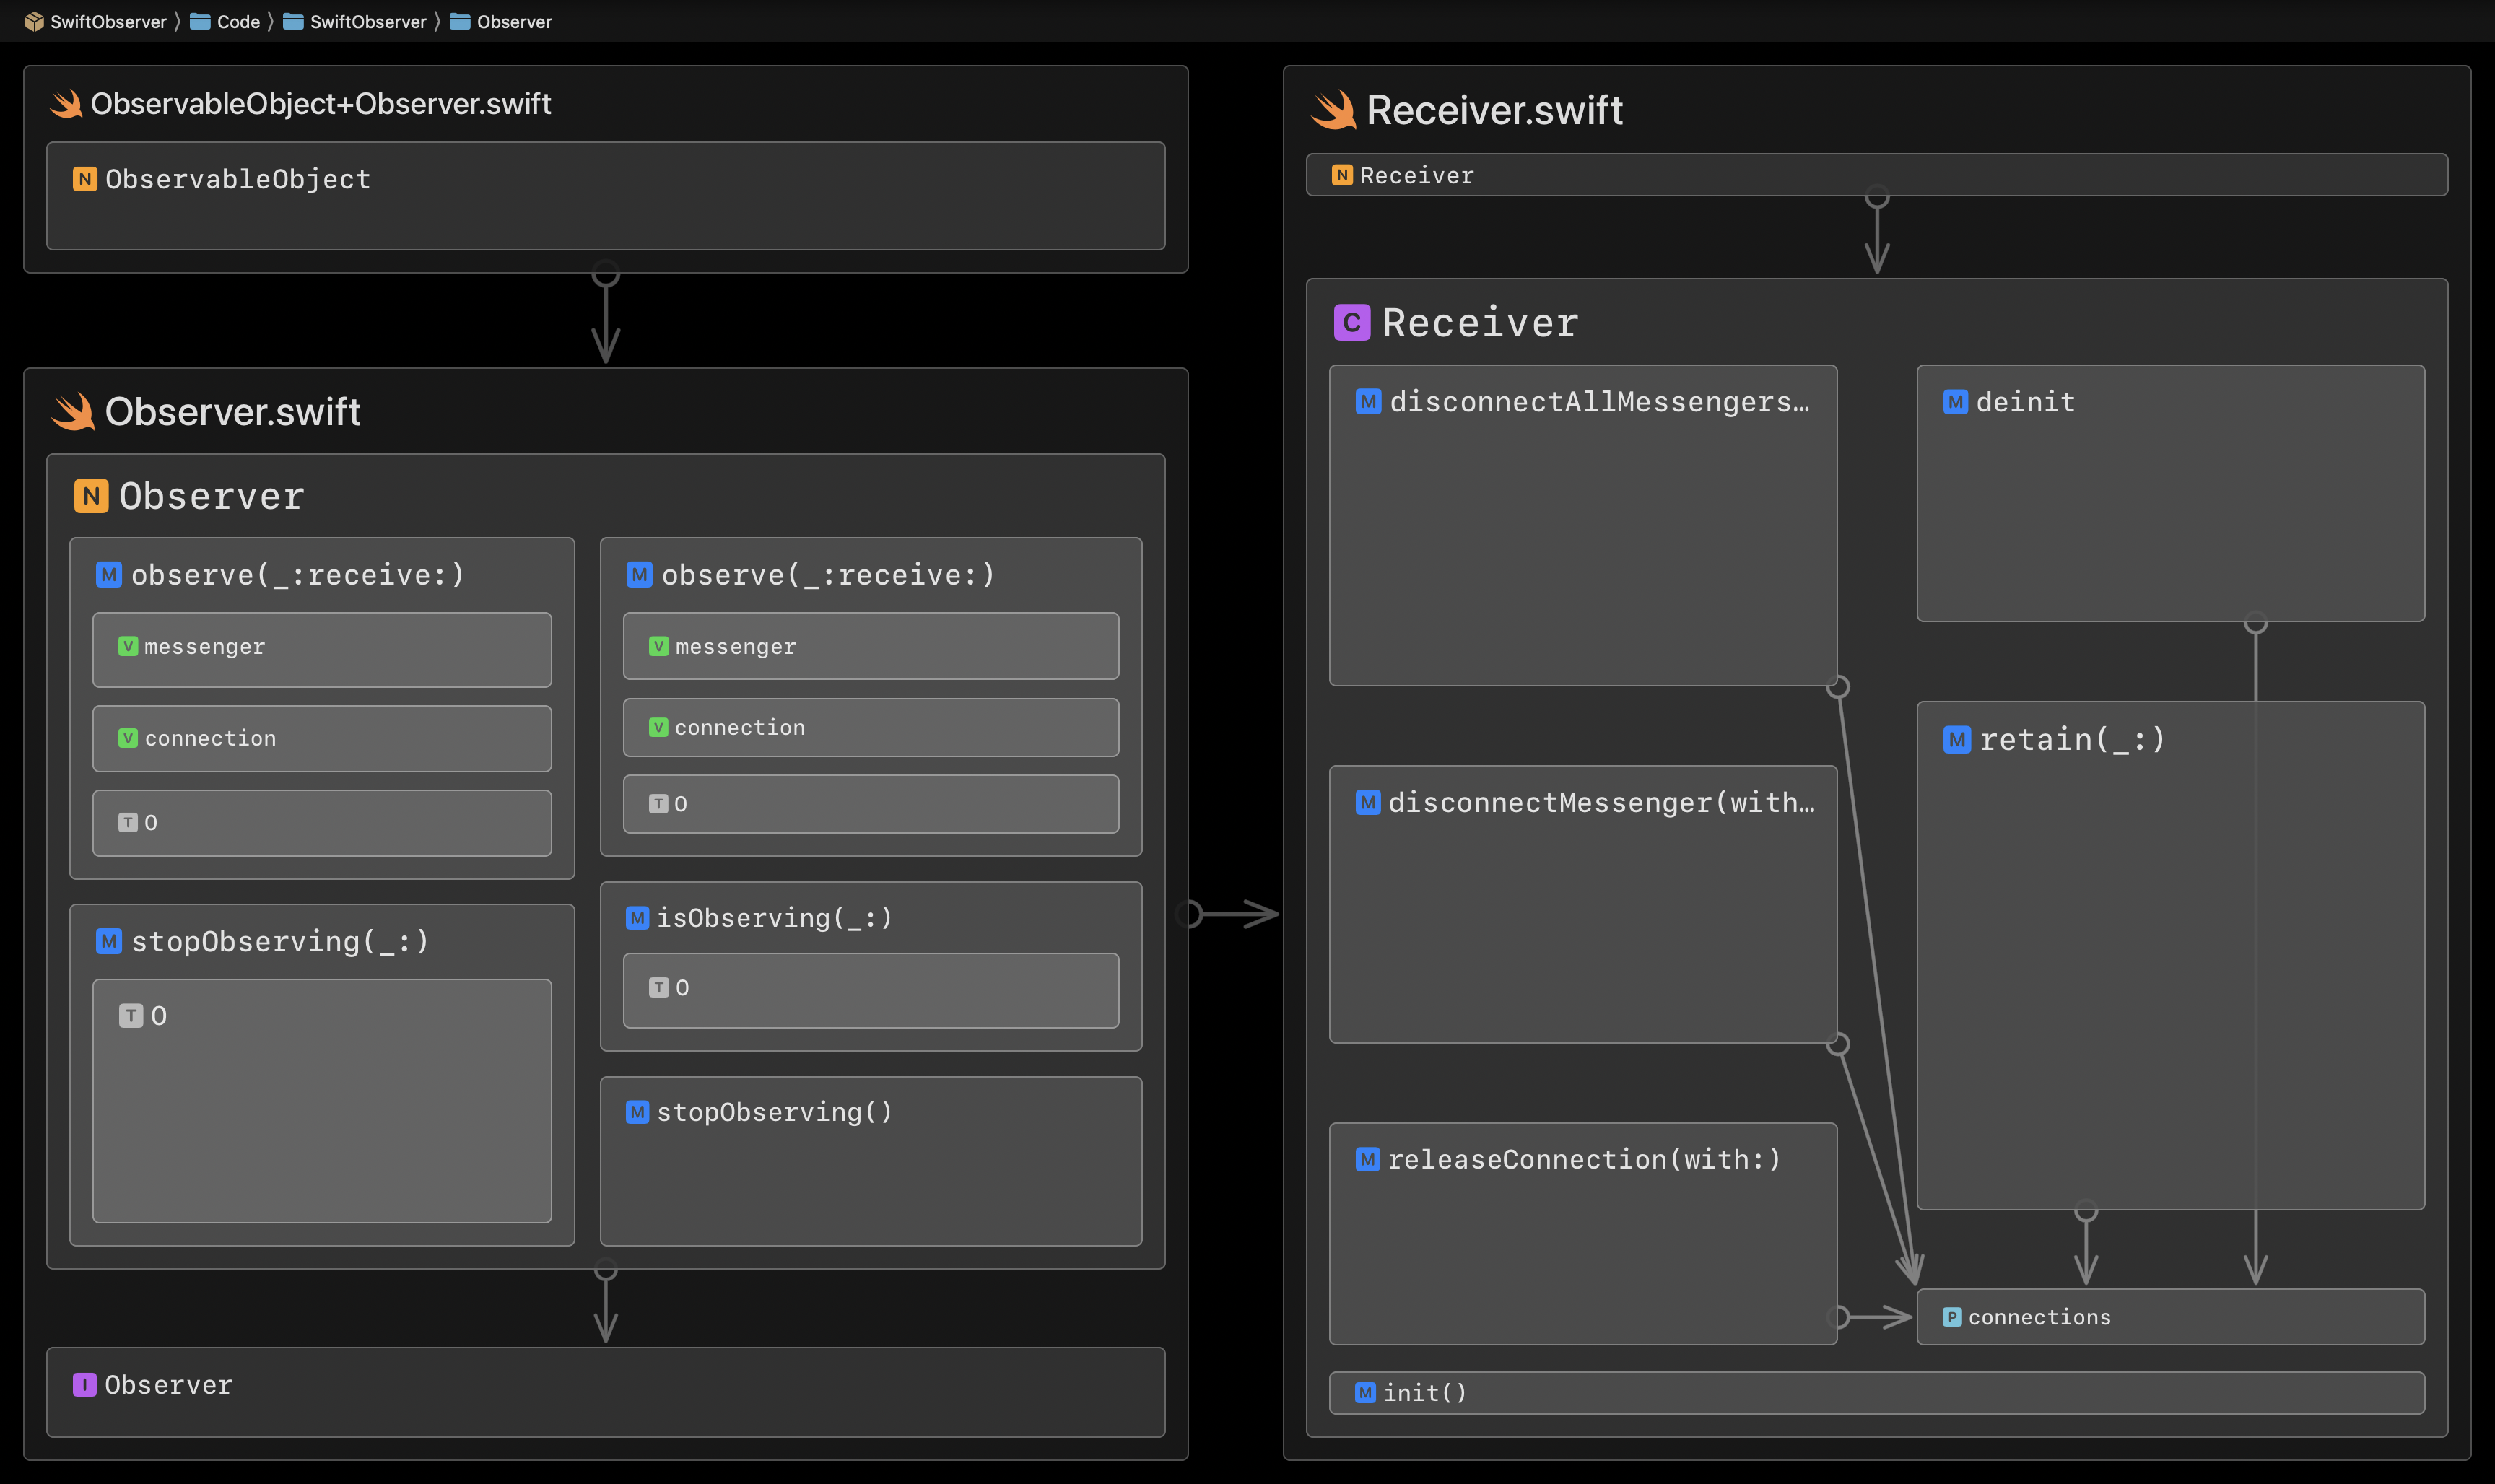 SwiftObserver 〉 Code 〉 SwiftObserver 〉 Observer
ObservableObject+Observer.swift
N ObservableObject
Observer.swift
N Observer
M observe(_:receive:)
V messenger
V connection
T O
M stopObserving(_:)
T O
M observe(_:receive:)
V messenger
V connection
T O
M isObserving(_:)
T O
M stopObserving()
I Observer
Receiver.swift
N Receiver
C Receiver
M disconnectAllMessengers…
M disconnectMessenger(with…
M releaseConnection(with:)
M deinit
M retain(_:)
P connections
M init()